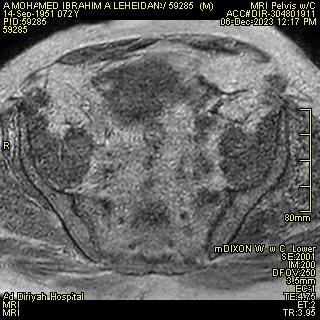 A MOHAMED IBRAHIM A LEHEIDAN:/ 59285 (M)
14-Sep-1951 072Y
PID:59285
59285
MRI Pelvis w/C
ACC#DIR-304801911
06-Dec-2023 12:17 PM
R
80mm
mDIXON W w C Lower
SE:2001
IM:200
DFOV:250
3.5mm
EC:1
TE:4.75
ET:2
TR:3.95
Ad Diriyah Hospital
MRI
MRI